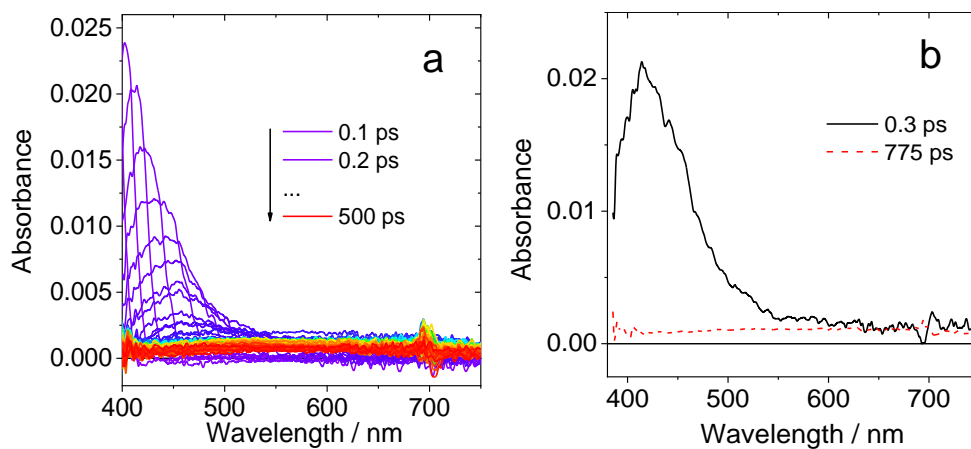 a
0.025
0.020
0.015
0.010
0.005
0.000
Absorbance
0.1 ps
0.2 ps
...
500 ps
400 500 600 700
Wavelength / nm
b
0.02
0.01
0.00
Absorbance
0.3 ps
775 ps
400 500 600 700
Wavelength / nm